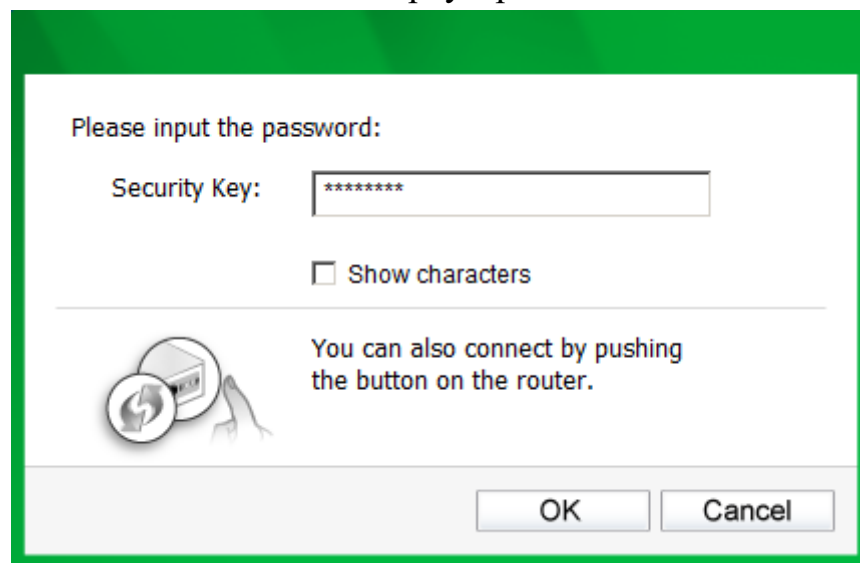 Please input the password:
Security Key: ********
Show characters
You can also connect by pushing
the button on the router.
OK Cancel